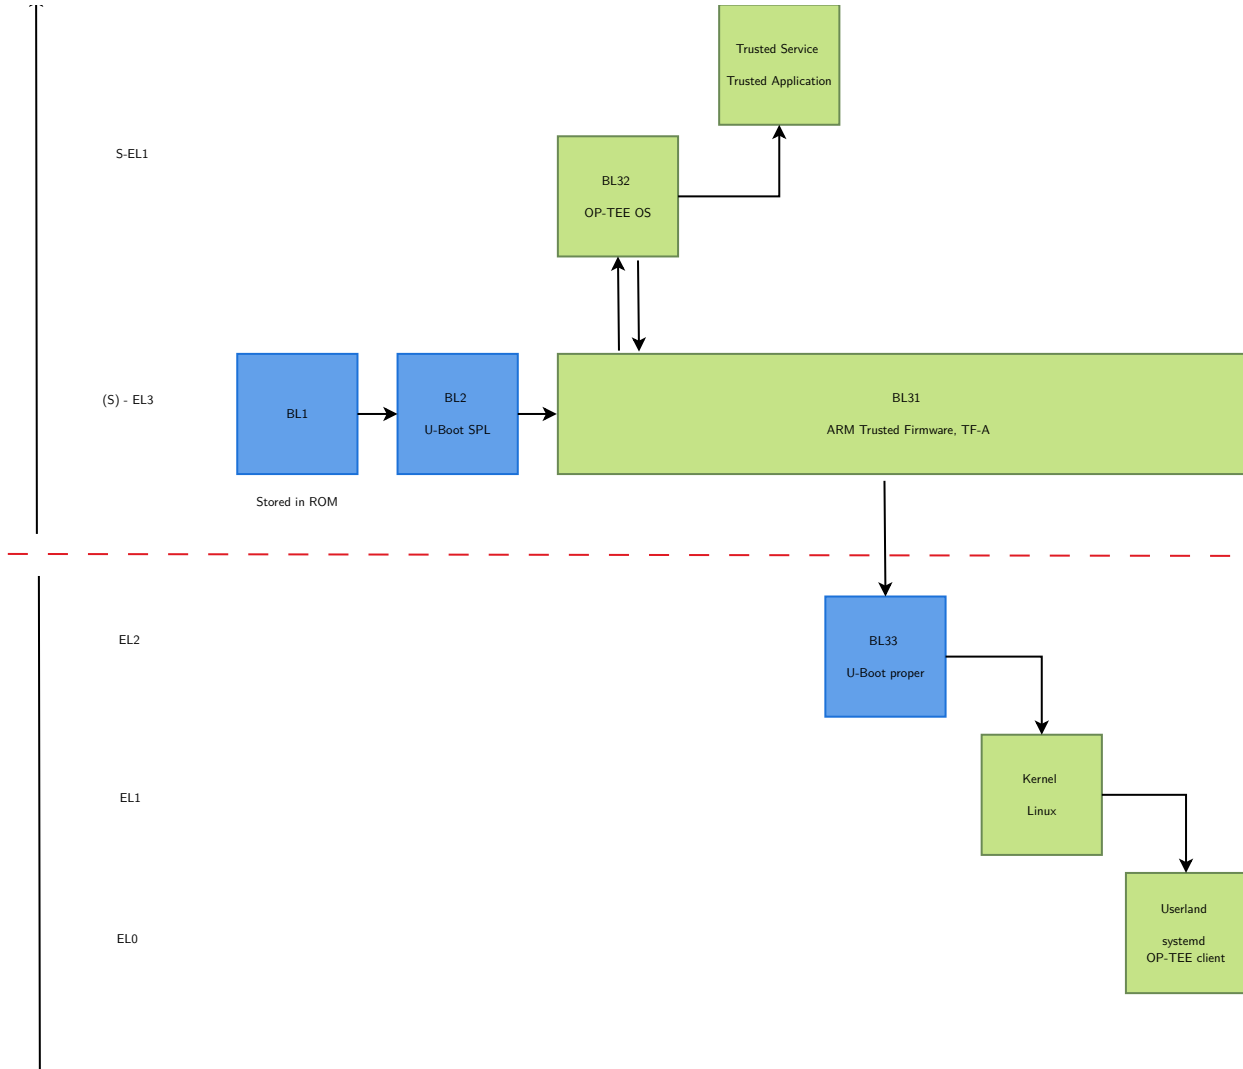 Trusted Service
Trusted Application
S-EL1
BL32
OP-TEE OS
(S) - EL3
BL1
BL2
U-Boot SPL
BL31
ARM Trusted Firmware, TF-A
Stored in ROM
EL2
BL33
U-Boot proper
EL1
Kernel
Linux
EL0
Userland
systemd
OP-TEE client